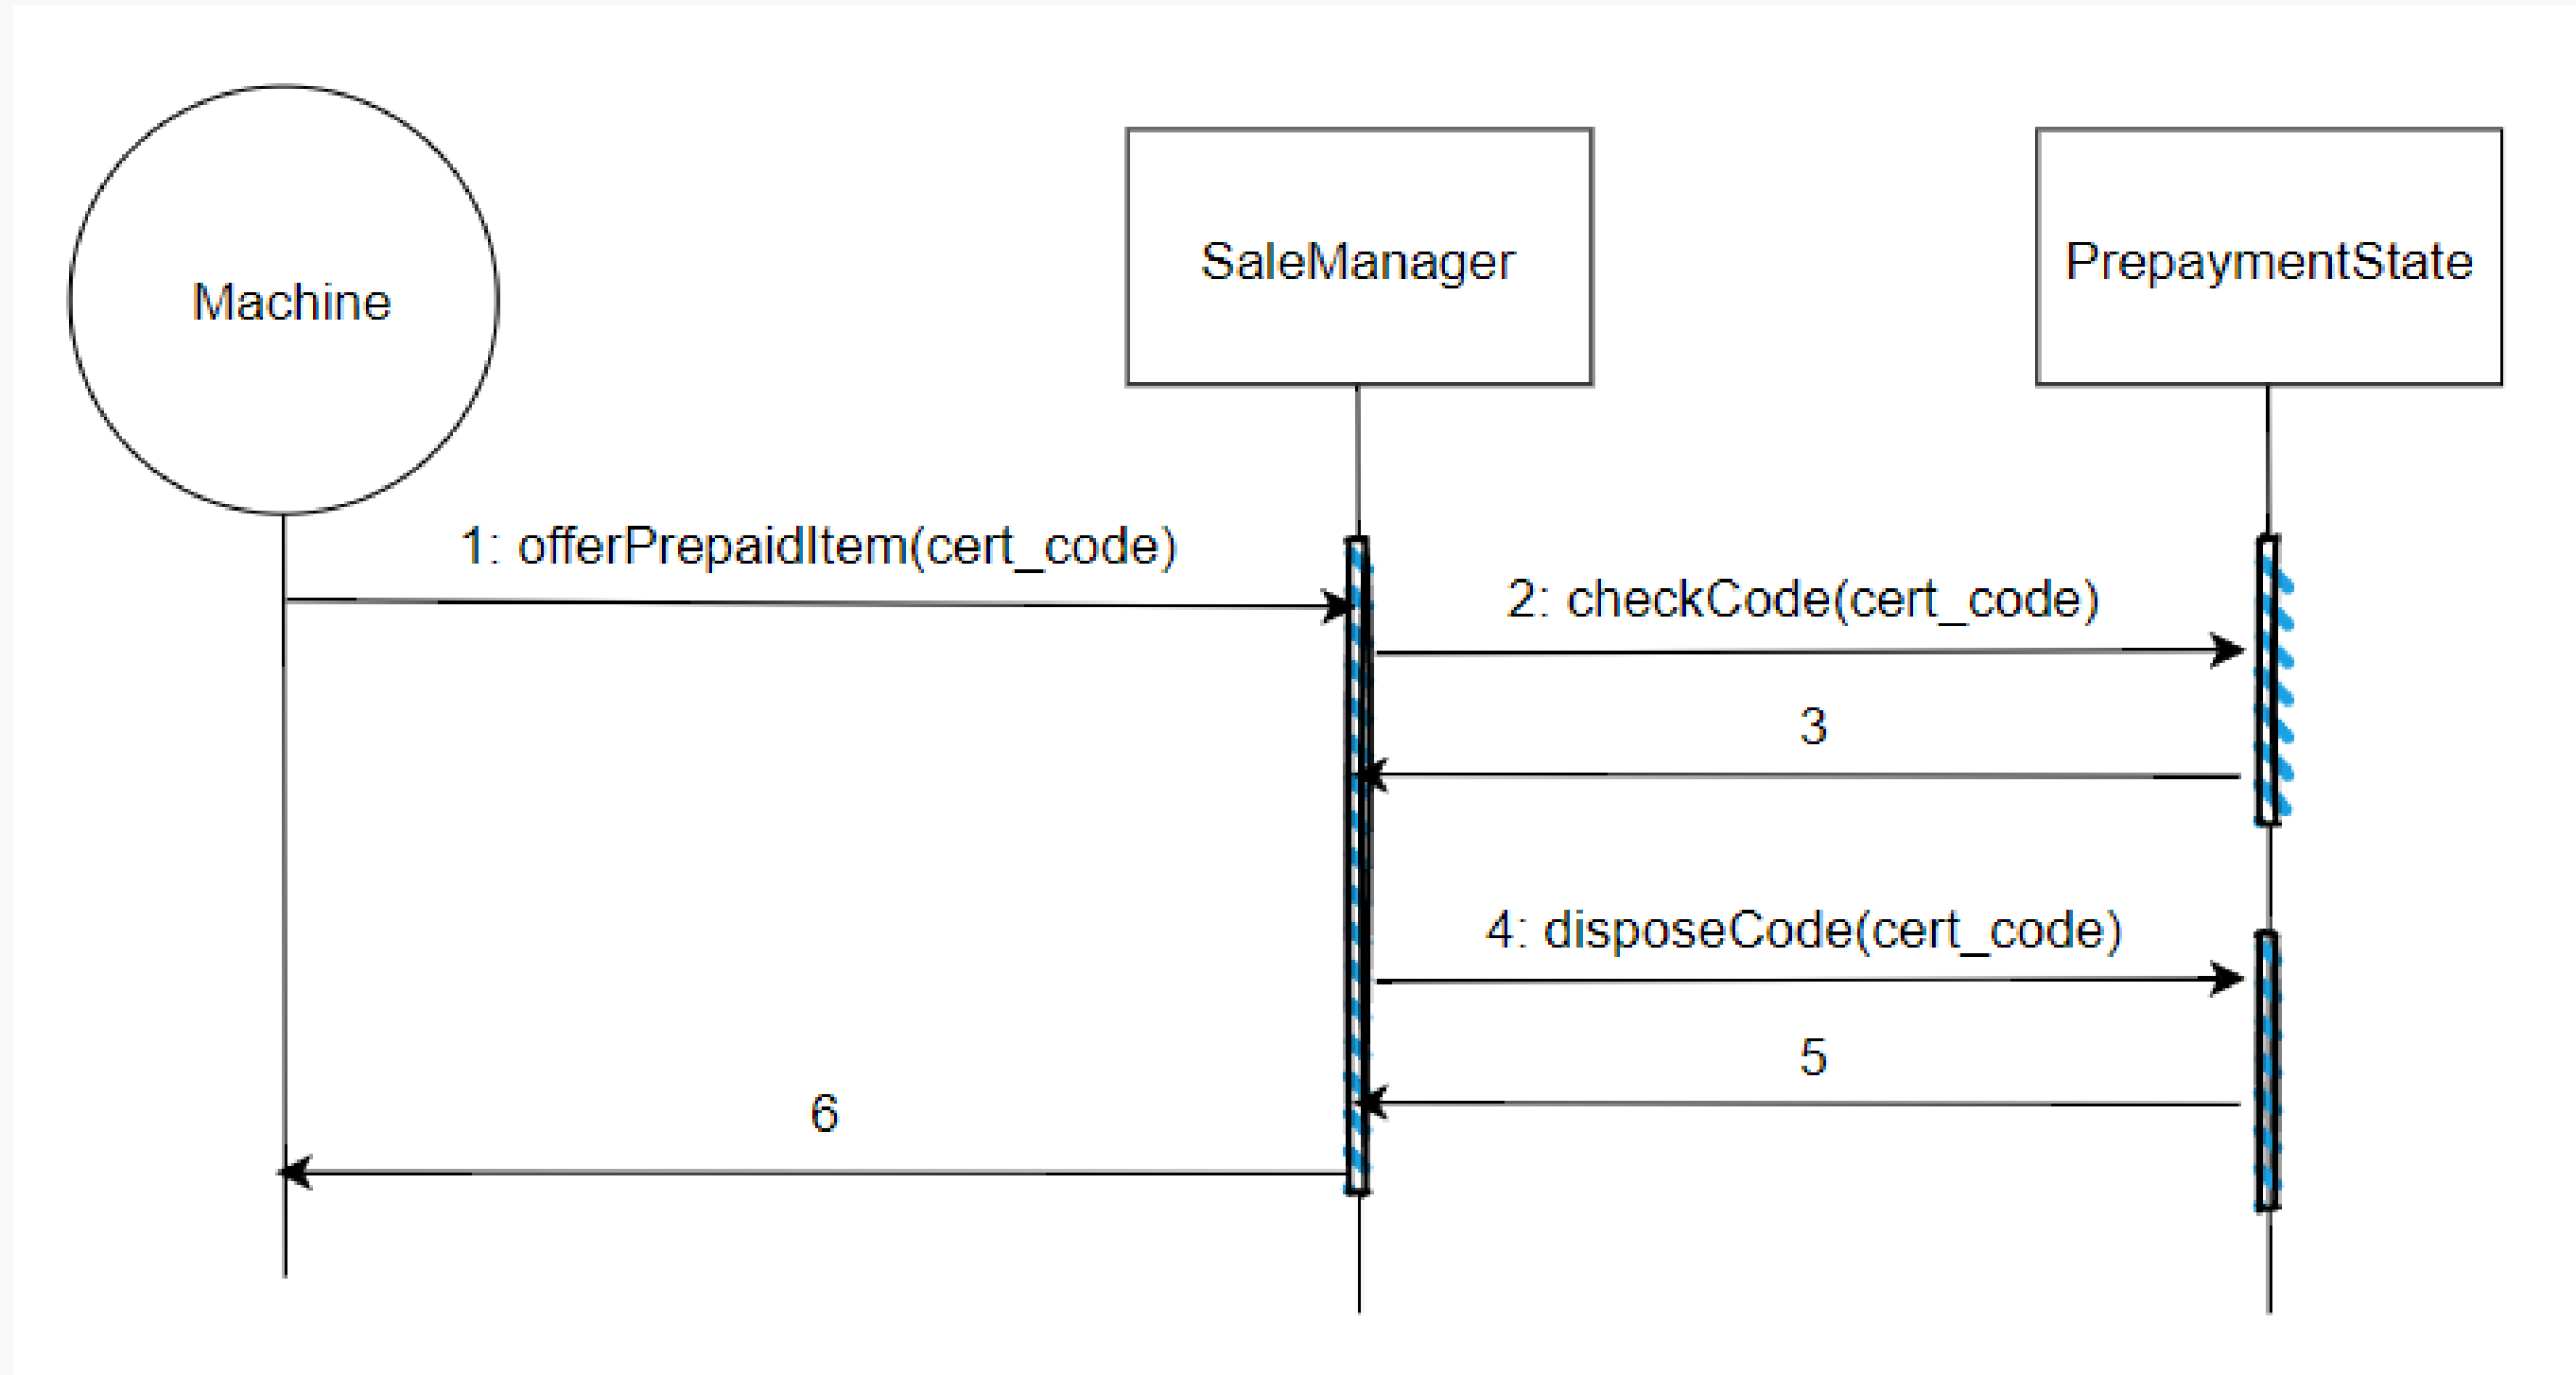 Machine
SaleManager
PrepaymentState
1: offerPrepaidItem(cert_code)
2: checkCode(cert_code)
3
4: disposeCode(cert_code)
5
6